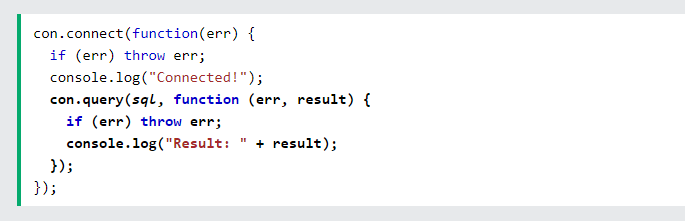 con.connect(function(err) {
  if (err) throw err;
  console.log("Connected!");
  con.query(sql, function (err, result) {
    if (err) throw err;
    console.log("Result: " + result);
  });
});